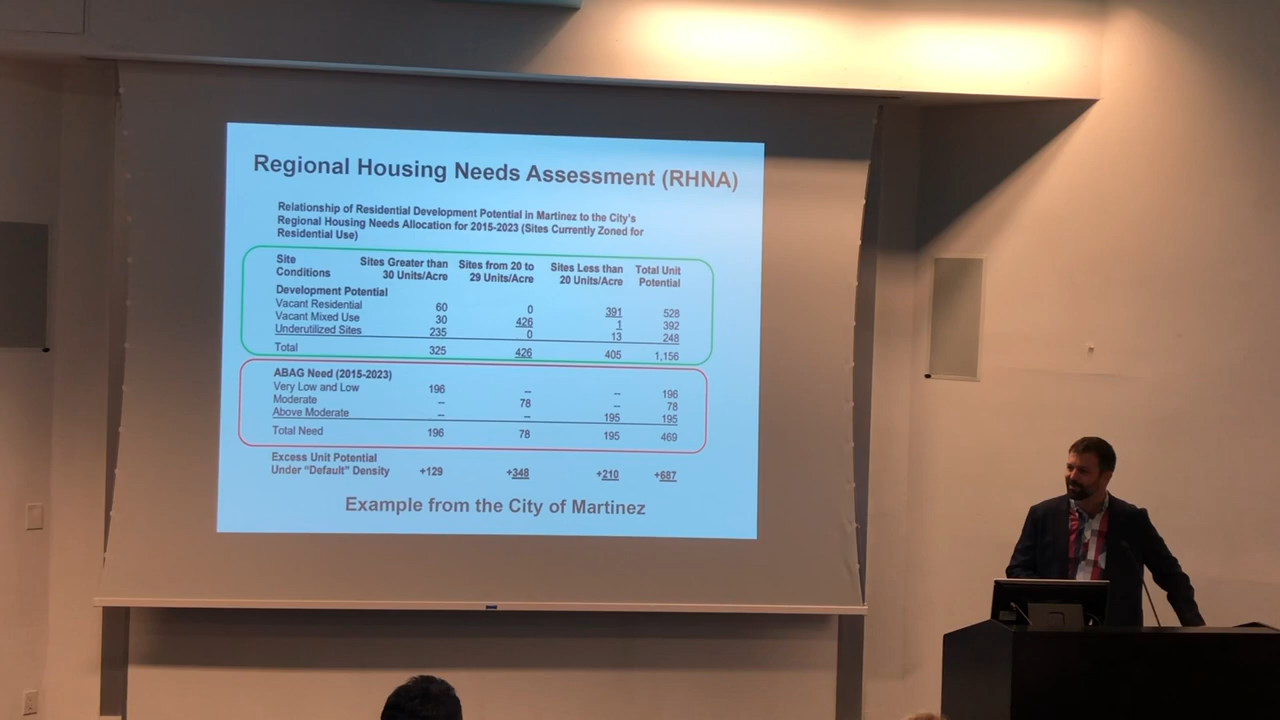 Regional Housing Needs Assessment (RHNA)
Relationship of Residential Development Potential in Martinez to the City's
Regional Housing Needs Allocation for 2015-2023 (Sites Currently Zoned for
Residential Use)
Site Conditions Sites Greater than 30 Units/Acre Sites from 20 to 29 Units/Acre Sites Less than 20 Units/Acre Total Unit Potential
Development Potential
Vacant Residential 60 0 391 528
Vacant Mixed Use 30 426 1 392
Underutilized Sites 235 0 13 248
Total 325 426 405 1,156
ABAG Need (2015-2023)
Very Low and Low 196 -- -- 196
Moderate -- 78 -- 78
Above Moderate -- -- 195 195
Total Need 196 78 195 469
Excess Unit Potential
Under "Default" Density +129 +348 +210 +687
Example from the City of Martinez